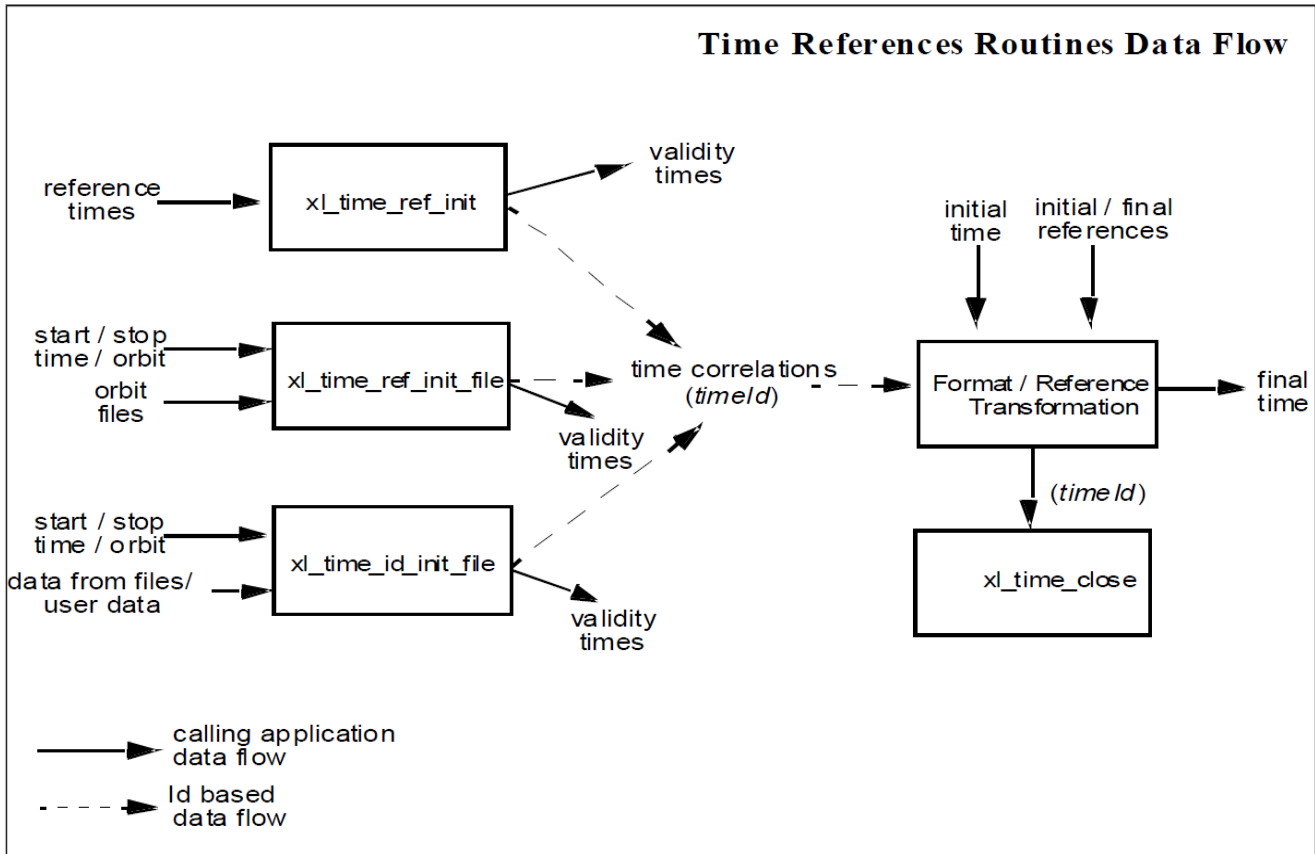 Time References Routines Data Flow
reference
times
xl_time_ref_init
validity
times
initial
time
initial / final
references
start / stop
time / orbit
orbit
files
xl_time_ref_init_file
validity
times
time correlations
(timeId)
Format / Reference
Transformation
final
time
start / stop
time / orbit
data from files/
user data
xl_time_id_init_file
validity
times
(timeId)
xl_time_close
calling application
data flow
Id based
data flow